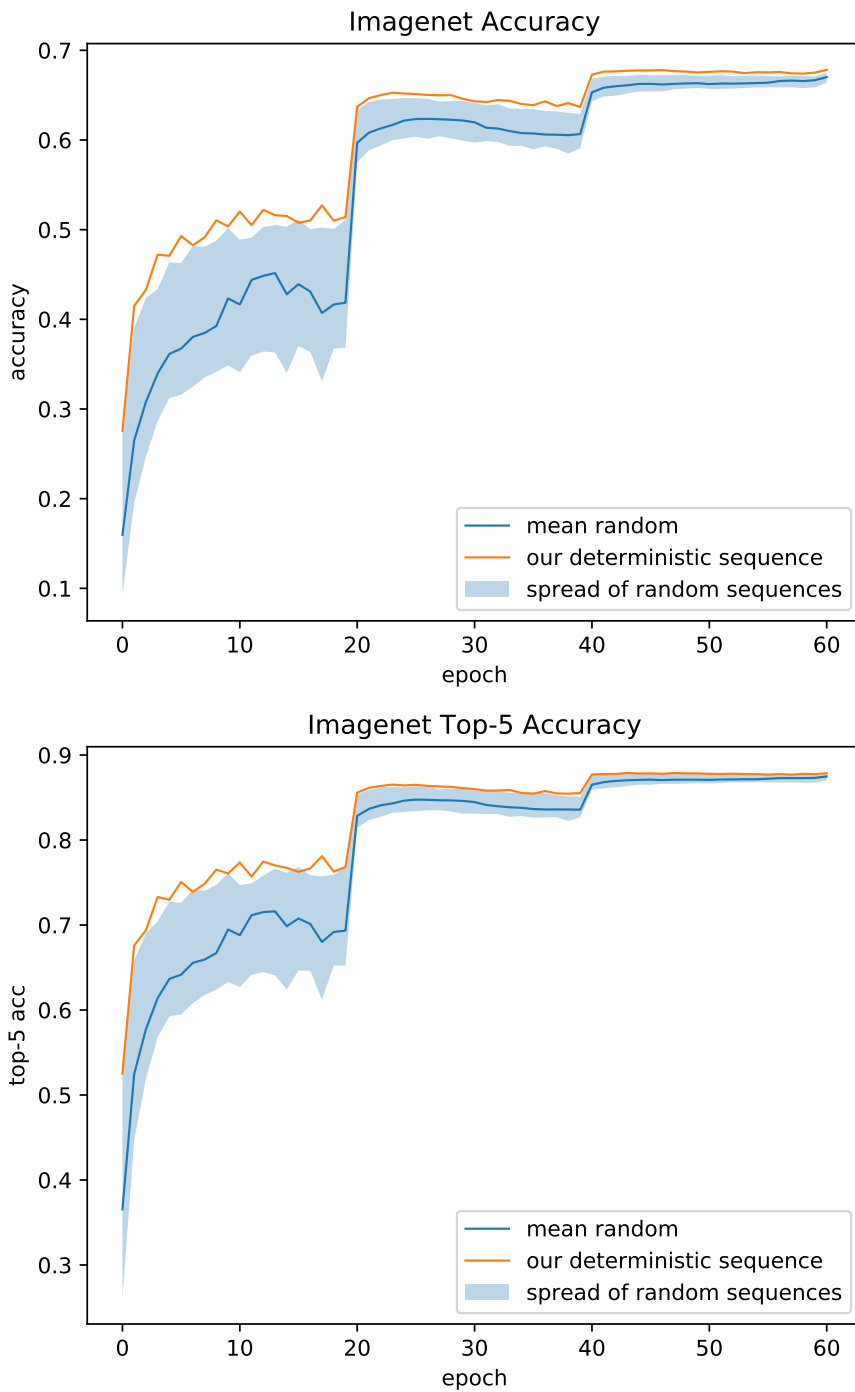 Imagenet Accuracy
0.7
0.6
0.5
0.4
0.3
0.2
0.1
accuracy
mean random
our deterministic sequence
spread of random sequences
0 10 20 30 40 50 60
epoch
Imagenet Top-5 Accuracy
0.9
0.8
0.7
0.6
0.5
0.4
0.3
top-5 acc
mean random
our deterministic sequence
spread of random sequences
0 10 20 30 40 50 60
epoch